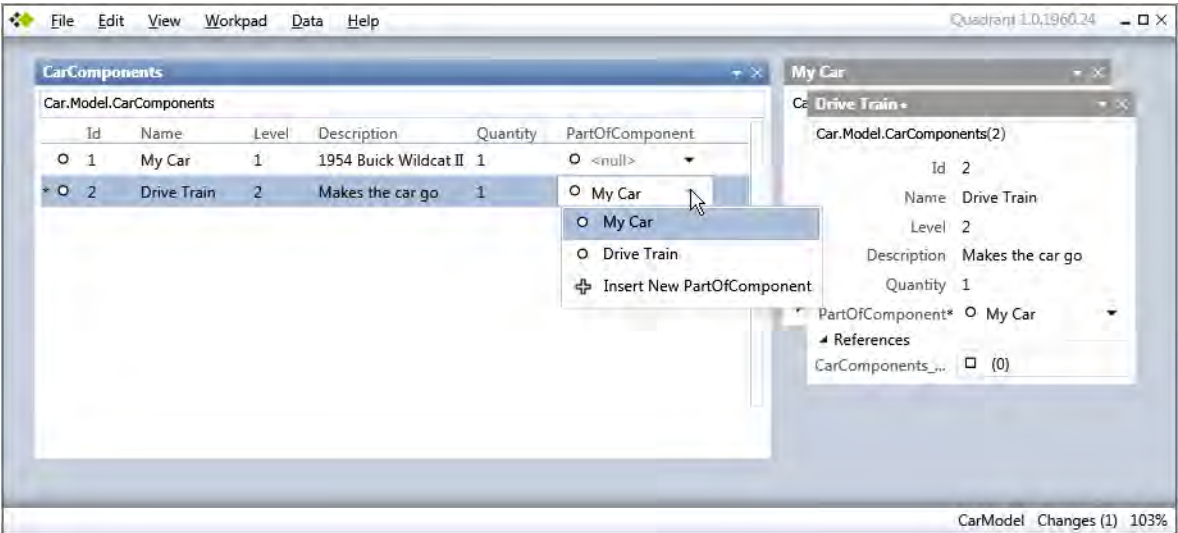 File Edit View Workpad Data Help Quadrant 1.0.1960.24
CarComponents
Car.Model.CarComponents
Id Name Level Description Quantity PartOfComponent
1 My Car 1 1954 Buick Wildcat II 1 <null>
* 2 Drive Train 2 Makes the car go 1 My Car
My Car
Drive Train
Insert New PartOfComponent
My Car
Ca
Drive Train*
Car.Model.CarComponents(2)
Id 2
Name Drive Train
Level 2
Description Makes the car go
Quantity 1
PartOfComponent* My Car
References
CarComponents_... (0)
CarModel Changes (1) 103%